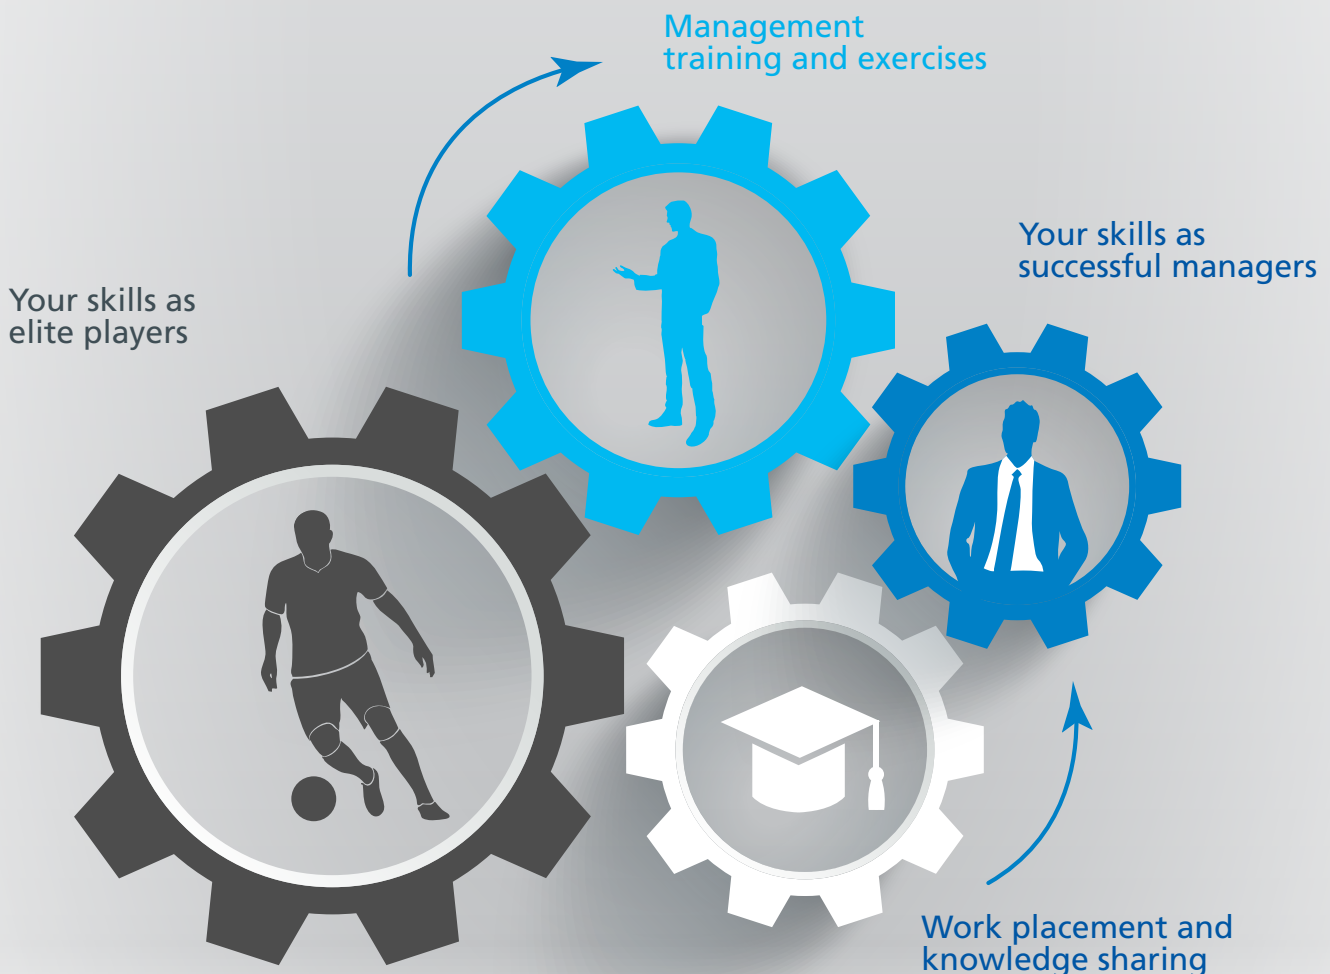 Management
training and exercises
Your skills as
successful managers
Your skills as
elite players
Work placement and
knowledge sharing